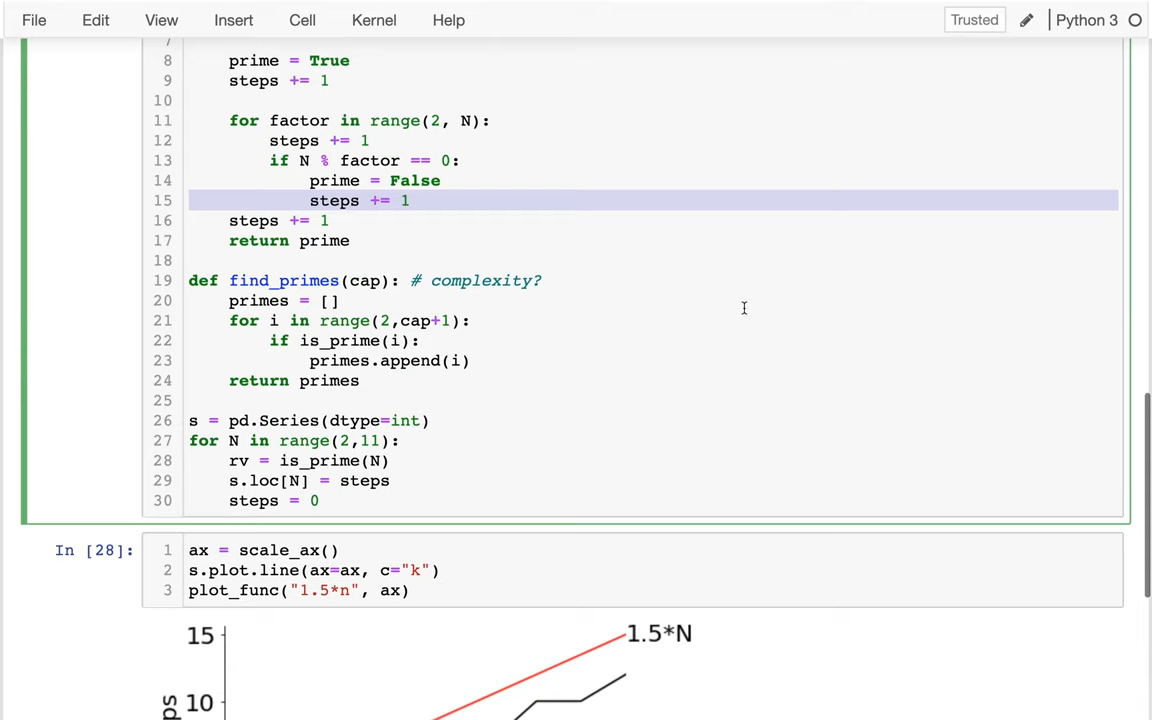 File Edit View Insert Cell Kernel Help Trusted Python 3
7
8 prime = True
9 steps += 1
10
11 for factor in range(2, N):
12 steps += 1
13 if N % factor == 0:
14 prime = False
15 steps += 1
16 steps += 1
17 return prime
18
19 def find_primes(cap): # complexity?
20 primes = []
21 for i in range(2,cap+1):
22 if is_prime(i):
23 primes.append(i)
24 return primes
25
26 s = pd.Series(dtype=int)
27 for N in range(2,11):
28 rv = is_prime(N)
29 s.loc[N] = steps
30 steps = 0
In [28]: 1 ax = scale_ax()
2 s.plot.line(ax=ax, c="k")
3 plot_func("1.5*n", ax)
15 1.5*N
10